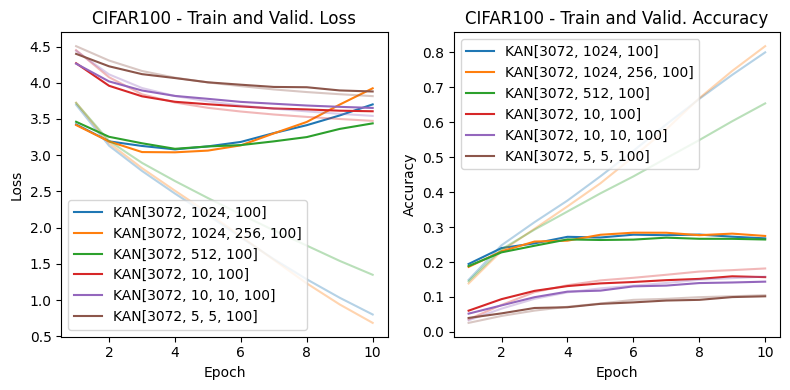 CIFAR100 - Train and Valid. Loss
4.5
4.0
3.5
3.0
2.5
2.0
1.5
1.0
0.5
Loss
KAN[3072, 1024, 100]
KAN[3072, 1024, 256, 100]
KAN[3072, 512, 100]
KAN[3072, 10, 100]
KAN[3072, 10, 10, 100]
KAN[3072, 5, 5, 100]
2 4 6 8 10
Epoch
CIFAR100 - Train and Valid. Accuracy
0.8
0.7
0.6
0.5
0.4
0.3
0.2
0.1
0.0
Accuracy
KAN[3072, 1024, 100]
KAN[3072, 1024, 256, 100]
KAN[3072, 512, 100]
KAN[3072, 10, 100]
KAN[3072, 10, 10, 100]
KAN[3072, 5, 5, 100]
2 4 6 8 10
Epoch